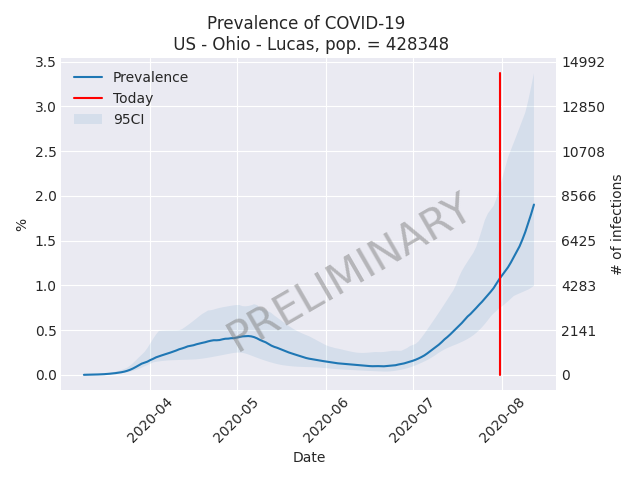 Prevalence of COVID-19
US - Ohio - Lucas, pop. = 428348
Prevalence
Today
95CI
PRELIMINARY
%
3.5
3.0
2.5
2.0
1.5
1.0
0.5
0.0
14992
12850
10708
8566
6425
4283
2141
0
# of infections
2020-04
2020-05
2020-06
2020-07
2020-08
Date